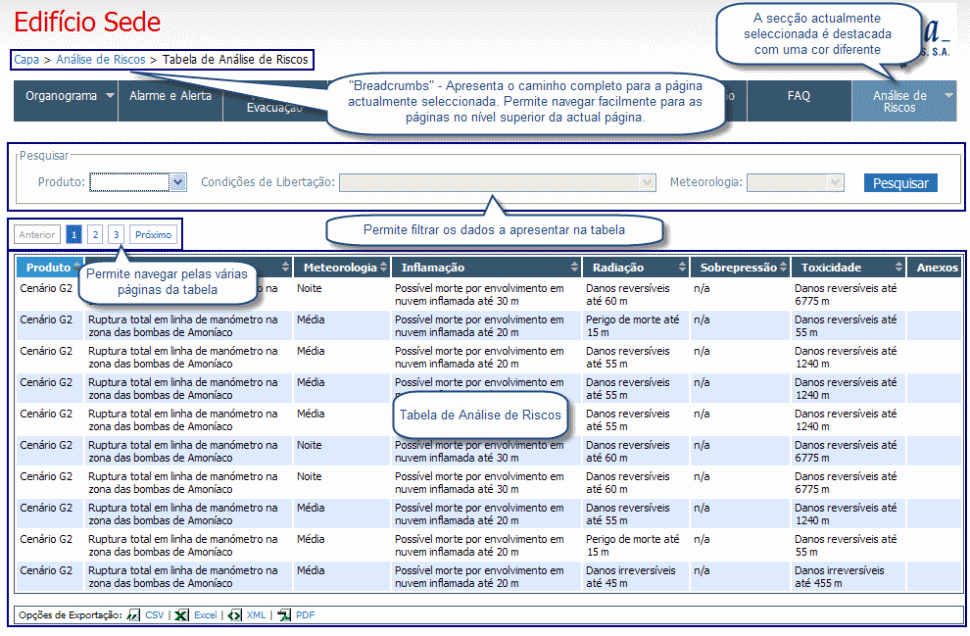 Edifício Sede
A secção actualmente
seleccionada é destacada
com uma cor diferente
a_
S. S.A.
Capa > Análise de Riscos > Tabela de Análise de Riscos
"Breadcrumbs" - Apresenta o caminho completo para a página
actualmente seleccionada. Permite navegar facilmente para as
páginas no nível superior da actual página.
Organograma Alarme e Alerta Evacuação FAQ Análise de
Riscos
Pesquisar
Produto: Condições de Libertação: Meteorologia: Pesquisar
Permite filtrar os dados a apresentar na tabela
Anterior 1 2 3 Próximo
Permite navegar pelas várias
páginas da tabela
Produto Meteorologia Inflamação Radiação Sobrepressão Toxicidade Anexos
Cenário G2 na Noite Possível morte por envolvimento em Danos reversíveis n/a Danos reversíveis até
nuvem inflamada até 30 m até 60 m 6775 m
Cenário G2 Ruptura total em linha de manómetro na Média Possível morte por envolvimento em Perigo de morte até n/a Danos reversíveis até
zona das bombas de Amoníaco nuvem inflamada até 20 m 15 m 55 m
Cenário G2 Ruptura total em linha de manómetro na Média Possível morte por envolvimento em Danos reversíveis n/a Danos reversíveis até
zona das bombas de Amoníaco nuvem inflamada até 20 m até 55 m 1240 m
Cenário G2 Ruptura total em linha de manómetro na Média Possível morte por envolvimento em Danos reversíveis n/a Danos reversíveis até
zona das bombas de Amoníaco até 55 m 1240 m
Cenário G2 Ruptura total em linha de manómetro na Média Tabela de Análise de Riscos Danos reversíveis n/a Danos reversíveis até
zona das bombas de Amoníaco até 55 m 1240 m
Cenário G2 Ruptura total em linha de manómetro na Noite Possível morte por envolvimento em Danos reversíveis n/a Danos reversíveis até
zona das bombas de Amoníaco nuvem inflamada até 30 m até 60 m 6775 m
Cenário G2 Ruptura total em linha de manómetro na Noite Possível morte por envolvimento em Danos reversíveis n/a Danos reversíveis até
zona das bombas de Amoníaco nuvem inflamada até 30 m até 60 m 6775 m
Cenário G2 Ruptura total em linha de manómetro na Média Possível morte por envolvimento em Danos reversíveis n/a Danos reversíveis até
zona das bombas de Amoníaco nuvem inflamada até 20 m até 55 m 1240 m
Cenário G2 Ruptura total em linha de manómetro na Média Possível morte por envolvimento em Perigo de morte até n/a Danos reversíveis até
zona das bombas de Amoníaco nuvem inflamada até 20 m 15 m 55 m
Cenário G2 Ruptura total em linha de manómetro na Média Possível morte por envolvimento em Danos irreversíveis n/a Danos irreversíveis
zona das bombas de Amoníaco nuvem inflamada até 20 m até 45 m até 455 m
Opções de Exportação: CSV | Excel | XML | PDF